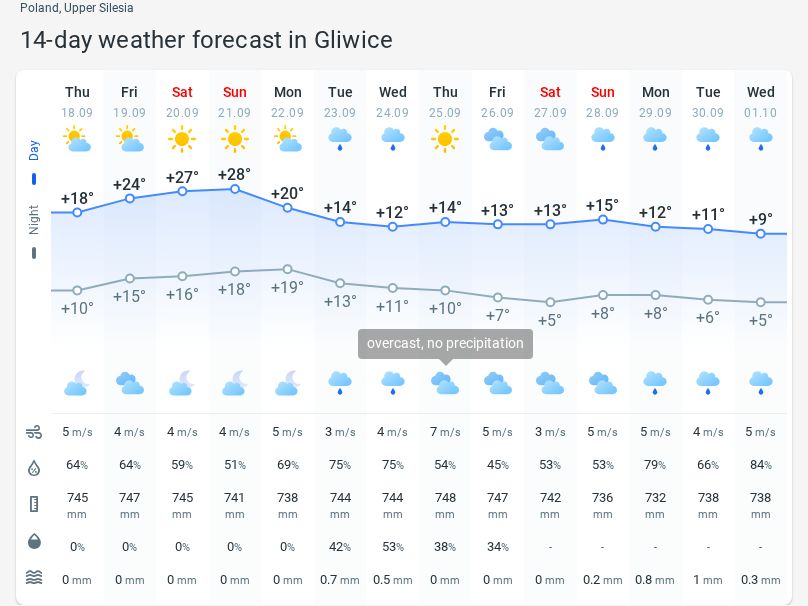 Poland, Upper Silesia
14-day weather forecast in Gliwice
Thu Fri Sat Sun Mon Tue Wed Thu Fri Sat Sun Mon Tue Wed
18.09 19.09 20.09 21.09 22.09 23.09 24.09 25.09 26.09 27.09 28.09 29.09 30.09 01.10
Day
+18° +24° +27° +28° +20° +14° +12° +14° +13° +13° +15° +12° +11° +9°
Night
+10° +15° +16° +18° +19° +13° +11° +10° +7° +5° +8° +8° +6° +5°
overcast, no precipitation
5 m/s 4 m/s 4 m/s 4 m/s 5 m/s 3 m/s 4 m/s 7 m/s 5 m/s 3 m/s 5 m/s 5 m/s 4 m/s 5 m/s
64% 64% 59% 51% 69% 75% 75% 54% 45% 53% 53% 79% 66% 84%
745 747 745 741 738 744 744 748 747 742 736 732 738 738
mm mm mm mm mm mm mm mm mm mm mm mm mm mm
0% 0% 0% 0% 0% 42% 53% 38% 34% - - - - -
0 mm 0 mm 0 mm 0 mm 0 mm 0.7 mm 0.5 mm 0 mm 0 mm 0 mm 0.2 mm 0.8 mm 1 mm 0.3 mm